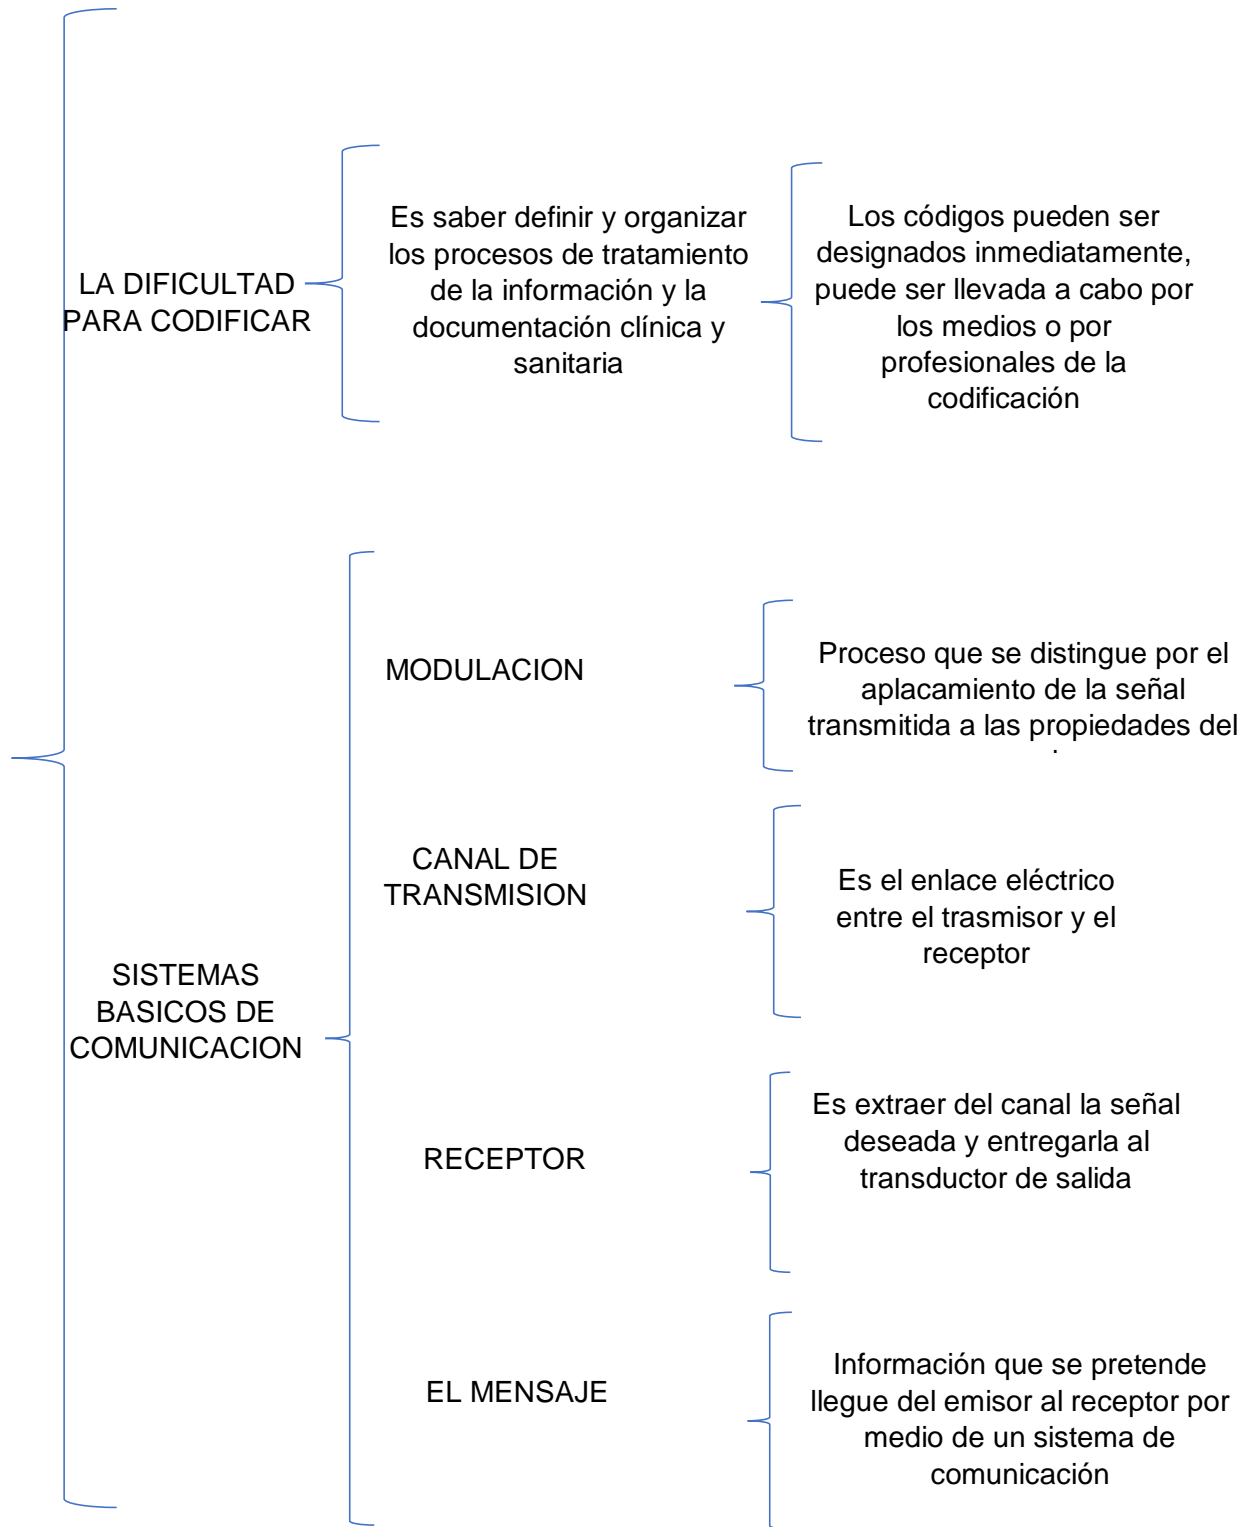 LA DIFICULTAD
PARA CODIFICAR
Es saber definir y organizar
los procesos de tratamiento
de la información y la
documentación clínica y
sanitaria
Los códigos pueden ser
designados inmediatamente,
puede ser llevada a cabo por
los medios o por
profesionales de la
codificación
SISTEMAS
BASICOS DE
COMUNICACION
MODULACION
Proceso que se distingue por el
aplacamiento de la señal
transmitida a las propiedades del
CANAL DE
TRANSMISION
Es el enlace eléctrico
entre el trasmisor y el
receptor
RECEPTOR
Es extraer del canal la señal
deseada y entregarla al
transductor de salida
EL MENSAJE
Información que se pretende
llegue del emisor al receptor por
medio de un sistema de
comunicación